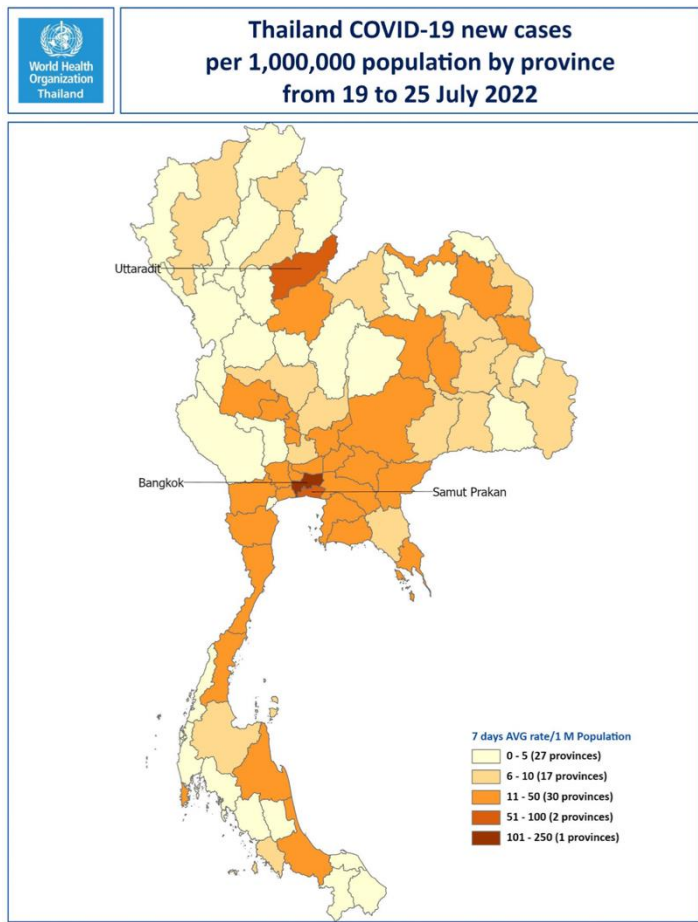 World Health
Organization
Thailand
Thailand COVID-19 new cases
per 1,000,000 population by province
from 19 to 25 July 2022
Uttaradit
Bangkok
Samut Prakan
7 days AVG rate/1 M Population
0 - 5 (27 provinces)
6 - 10 (17 provinces)
11 - 50 (30 provinces)
51 - 100 (2 provinces)
101 - 250 (1 provinces)